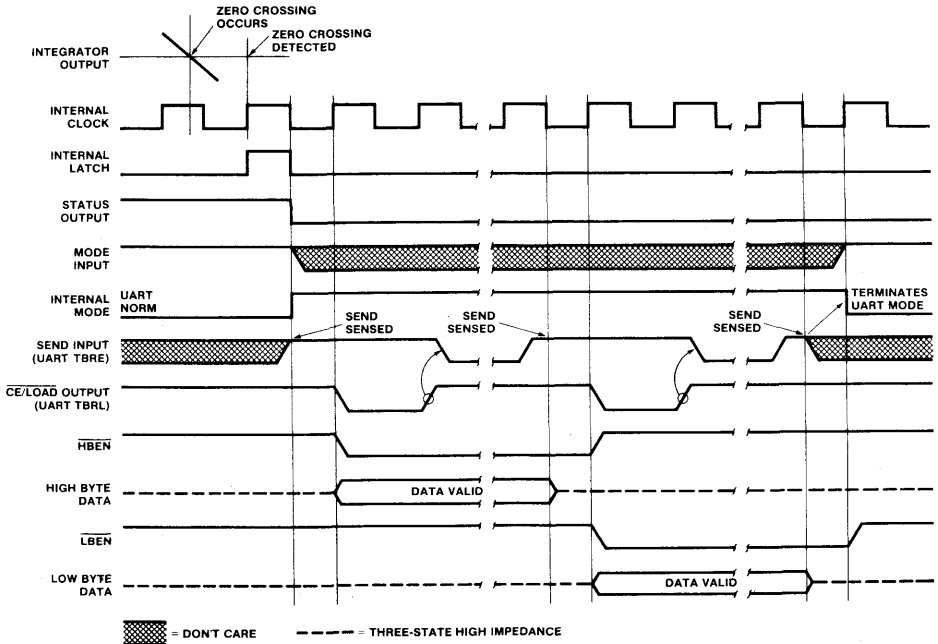 ZERO CROSSING
OCCURS
ZERO CROSSING
DETECTED
INTEGRATOR
OUTPUT
INTERNAL
CLOCK
INTERNAL
LATCH
STATUS
OUTPUT
MODE
INPUT
INTERNAL
MODE
UART
NORM
TERMINATES
UART MODE
SEND
SENSED
SEND
SENSED
SEND
SENSED
SEND INPUT
(UART TBRE)
CE/LOAD OUTPUT
(UART TBRL)
HBEN
HIGH BYTE
DATA
DATA VALID
LBEN
LOW BYTE
DATA
DATA VALID
= DON'T CARE
= THREE-STATE HIGH IMPEDANCE